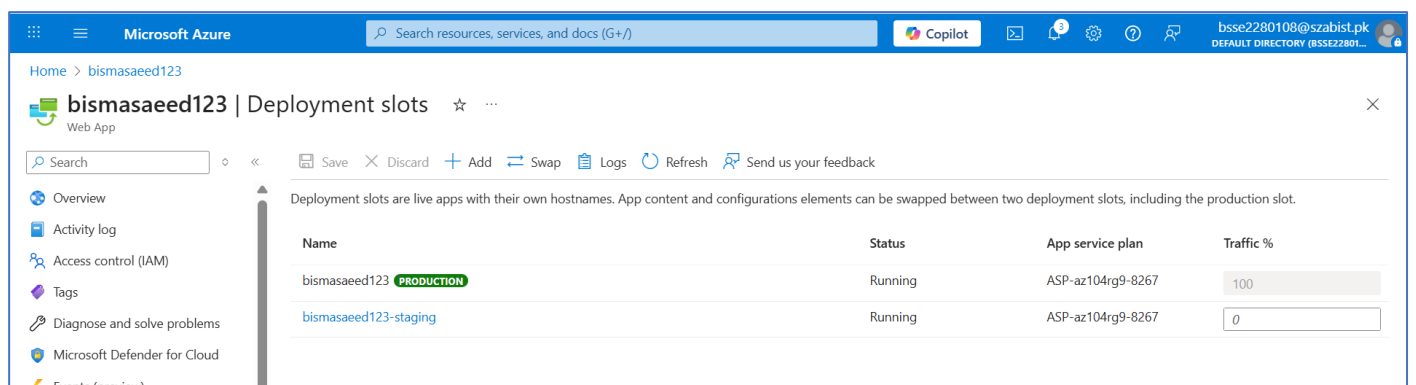 Microsoft Azure
Search resources, services, and docs (G+/)
Copilot
3
bsse2280108@szabist.pk
DEFAULT DIRECTORY (BSSE22801...
Home > bismasaeed123
bismasaeed123 | Deployment slots
Web App
Search
Save Discard Add Swap Logs Refresh Send us your feedback
Overview
Activity log
Access control (IAM)
Tags
Diagnose and solve problems
Microsoft Defender for Cloud
Deployment slots are live apps with their own hostnames. App content and configurations elements can be swapped between two deployment slots, including the production slot.
Name Status App service plan Traffic %
bismasaeed123 PRODUCTION Running ASP-az104rg9-8267 100
bismasaeed123-staging Running ASP-az104rg9-8267 0